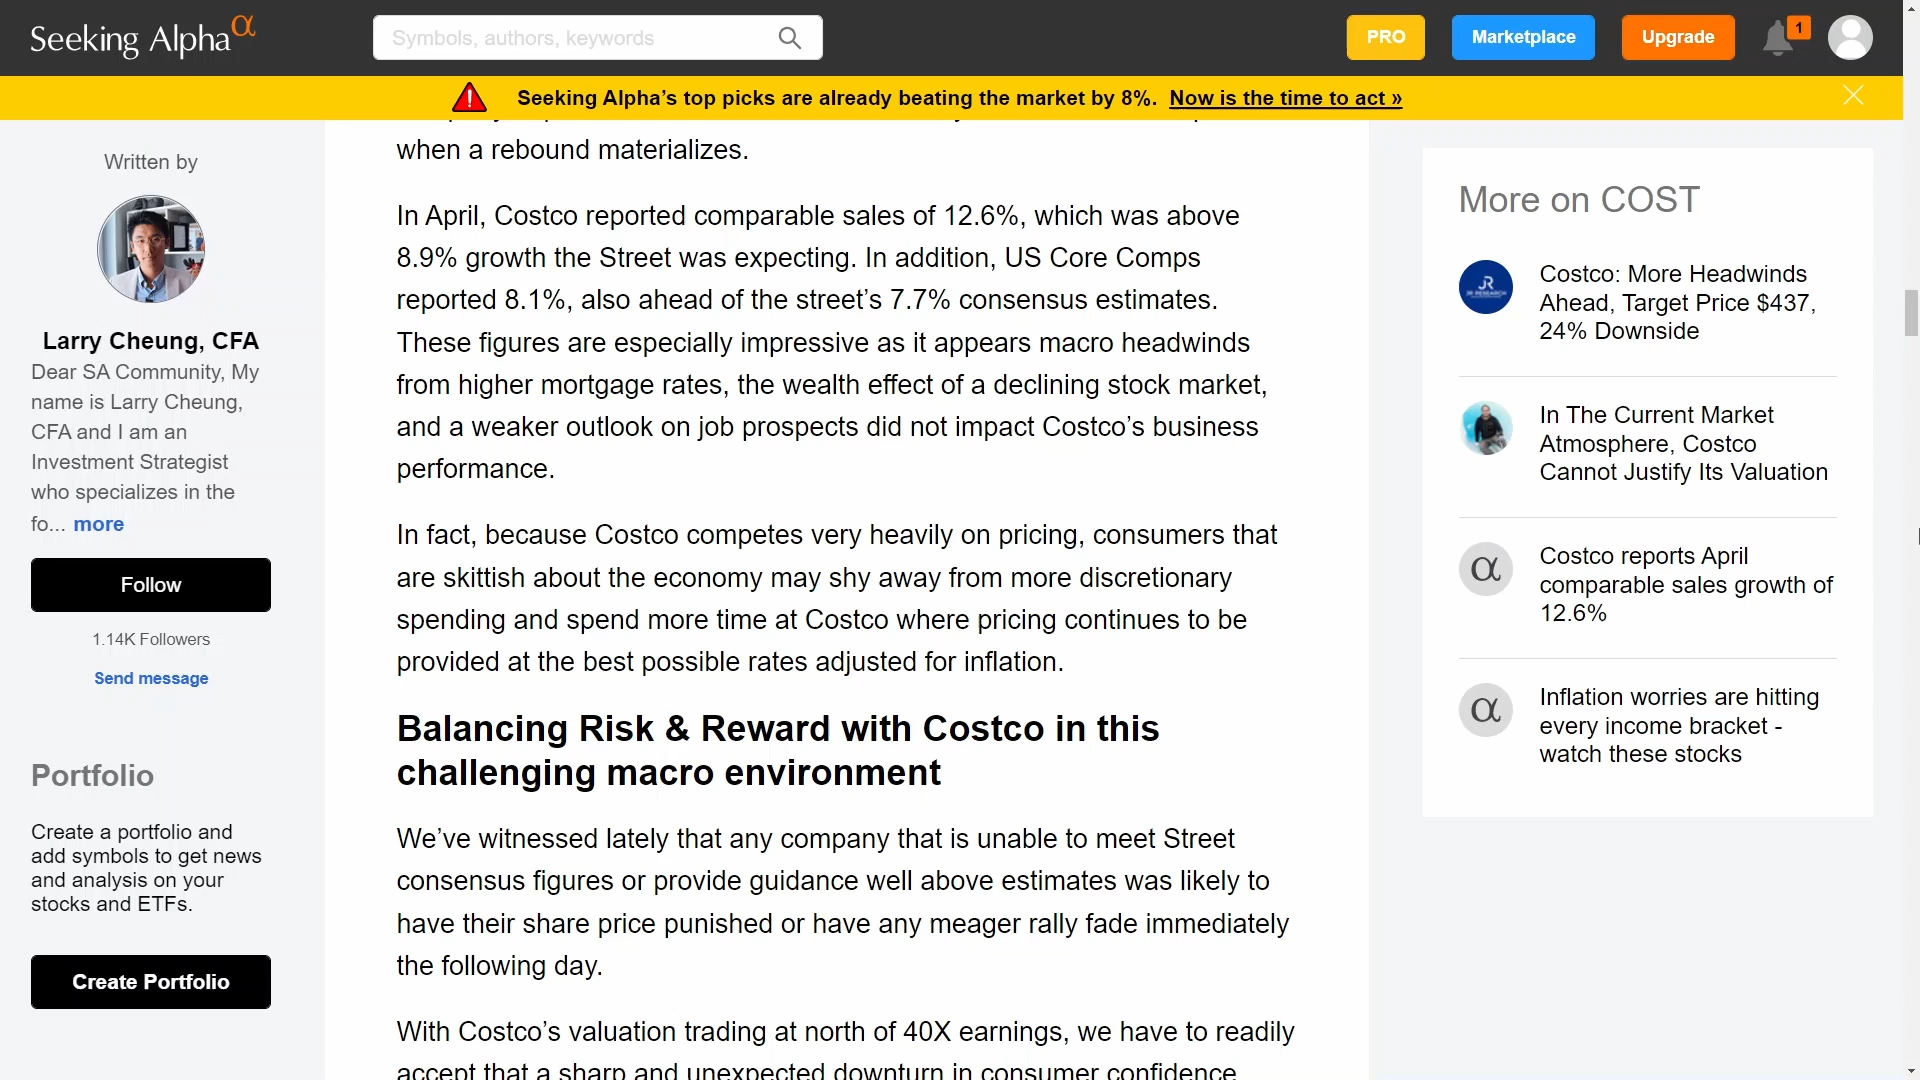 Seeking Alpha α
Symbols, authors, keywords
PRO
Marketplace
Upgrade
1
Seeking Alpha’s top picks are already beating the market by 8%. Now is the time to act »
Written by
Larry Cheung, CFA
Dear SA Community, My
name is Larry Cheung,
CFA and I am an
Investment Strategist
who specializes in the
fo... more
Follow
1.14K Followers
Send message
Portfolio
Create a portfolio and
add symbols to get news
and analysis on your
stocks and ETFs.
Create Portfolio
when a rebound materializes.
In April, Costco reported comparable sales of 12.6%, which was above
8.9% growth the Street was expecting. In addition, US Core Comps
reported 8.1%, also ahead of the street’s 7.7% consensus estimates.
These figures are especially impressive as it appears macro headwinds
from higher mortgage rates, the wealth effect of a declining stock market,
and a weaker outlook on job prospects did not impact Costco’s business
performance.
In fact, because Costco competes very heavily on pricing, consumers that
are skittish about the economy may shy away from more discretionary
spending and spend more time at Costco where pricing continues to be
provided at the best possible rates adjusted for inflation.
Balancing Risk & Reward with Costco in this
challenging macro environment
We’ve witnessed lately that any company that is unable to meet Street
consensus figures or provide guidance well above estimates was likely to
have their share price punished or have any meager rally fade immediately
the following day.
With Costco’s valuation trading at north of 40X earnings, we have to readily
accept that a sharp and unexpected downturn in consumer confidence
More on COST
JR
Costco: More Headwinds
Ahead, Target Price $437,
24% Downside
In The Current Market
Atmosphere, Costco
Cannot Justify Its Valuation
α
Costco reports April
comparable sales growth of
12.6%
α
Inflation worries are hitting
every income bracket -
watch these stocks